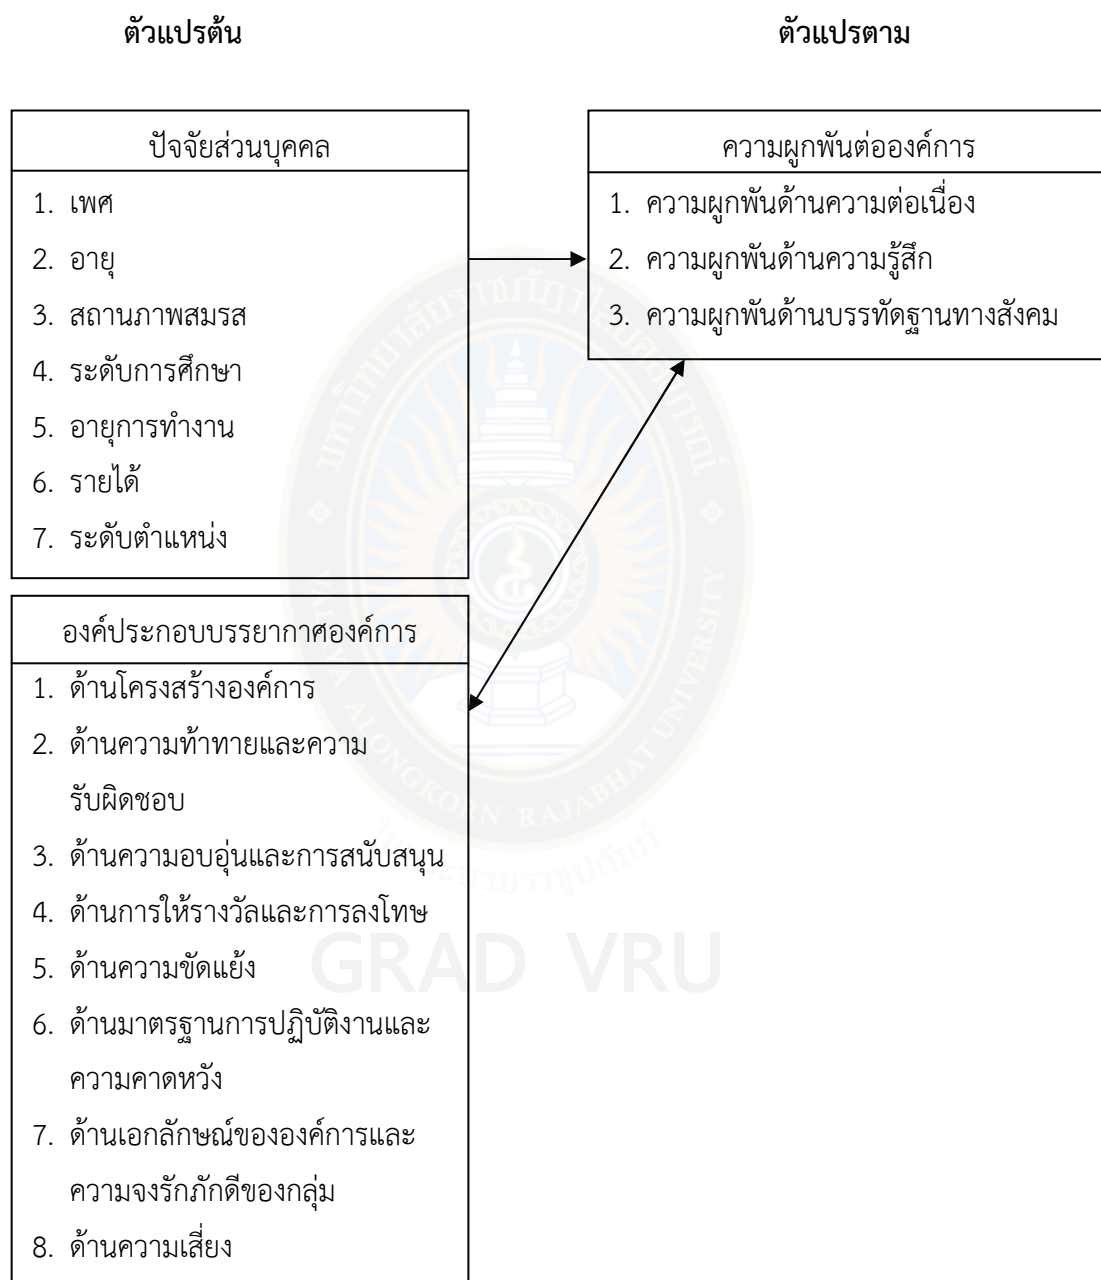 ตัวแปรต้น
ตัวแปรตาม
ปัจจัยส่วนบุคคล
1. เพศ
2. อายุ
3. สถานภาพสมรส
4. ระดับการศึกษา
5. อายุการทำงาน
6. รายได้
7. ระดับตำแหน่ง
ความผูกพันต่อองค์การ
1. ความผูกพันด้านความต่อเนื่อง
2. ความผูกพันด้านความรู้สึก
3. ความผูกพันด้านบรรทัดฐานทางสังคม
องค์ประกอบบรรยากาศองค์การ
1. ด้านโครงสร้างองค์การ
2. ด้านความท้าทายและความ
รับผิดชอบ
3. ด้านความอบอุ่นและการสนับสนุน
4. ด้านการให้รางวัลและการลงโทษ
5. ด้านความขัดแย้ง
6. ด้านมาตรฐานการปฏิบัติงานและ
ความคาดหวัง
7. ด้านเอกลักษณ์ขององค์การและ
ความจงรักภักดีของกลุ่ม
8. ด้านความเสี่ยง
VALAYA ALONGKORN RAJABHAT UNIVERSITY
GRAD VRU